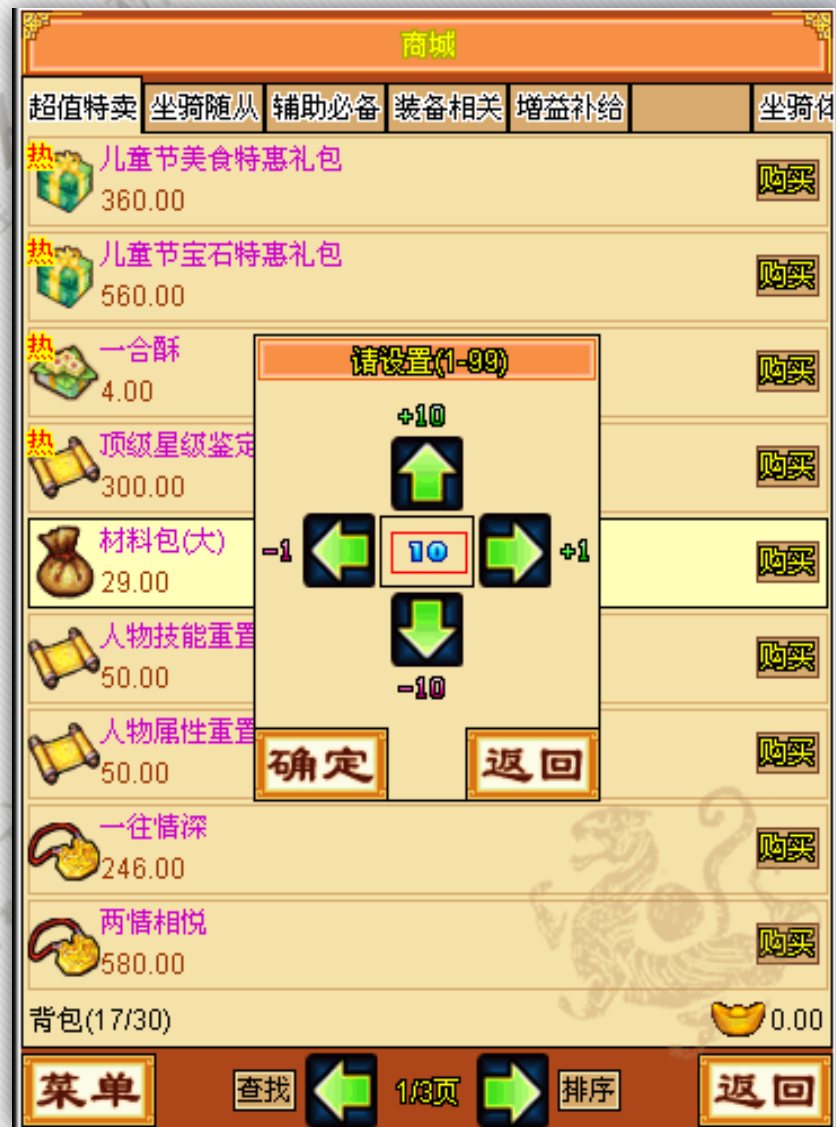 商城
超值特卖 坐骑随从 辅助必备 装备相关 增益补给 坐骑
热 儿童节美食特惠礼包
360.00 购买
热 儿童节宝石特惠礼包
560.00 购买
热 一合酥
4.00 购买
热 顶级星级鉴定
300.00 购买
材料包(大)
29.00 购买
人物技能重置
50.00 购买
人物属性重置
50.00 购买
一往情深
246.00 购买
两情相悦
580.00 购买
请设置(1-99)
+10
-1 10 +1
-10
确定 返回
背包(17/30) 0.00
菜单 查找 1/3页 排序 返回